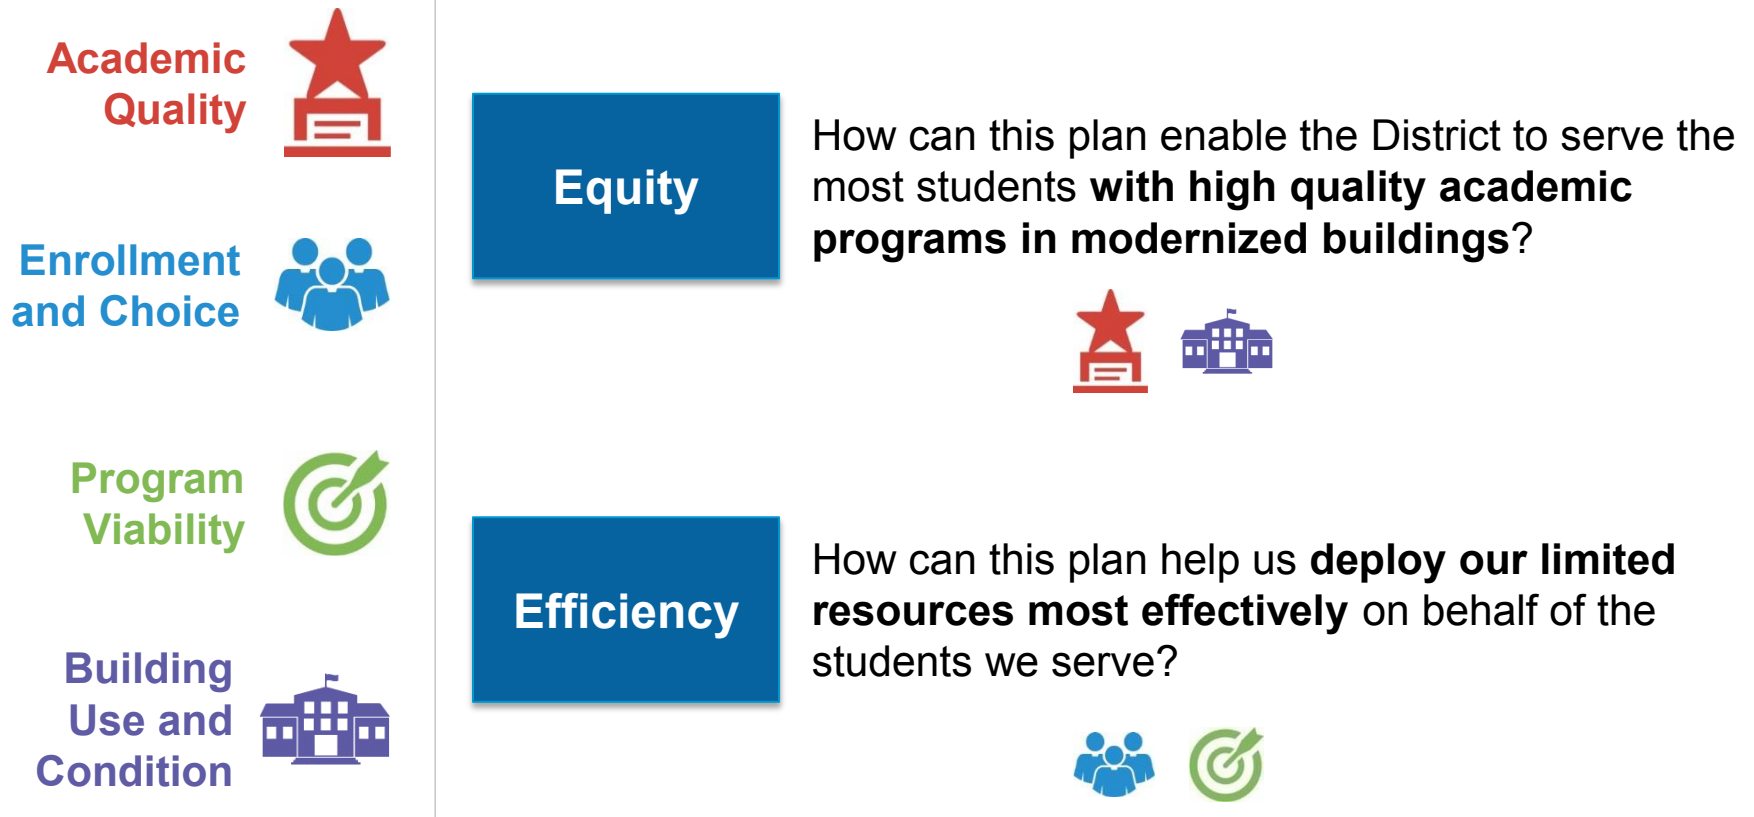 Academic
Quality
Enrollment
and Choice
Program
Viability
Building
Use and
Condition
Equity
How can this plan enable the District to serve the
most students with high quality academic
programs in modernized buildings?
Efficiency
How can this plan help us deploy our limited
resources most effectively on behalf of the
students we serve?